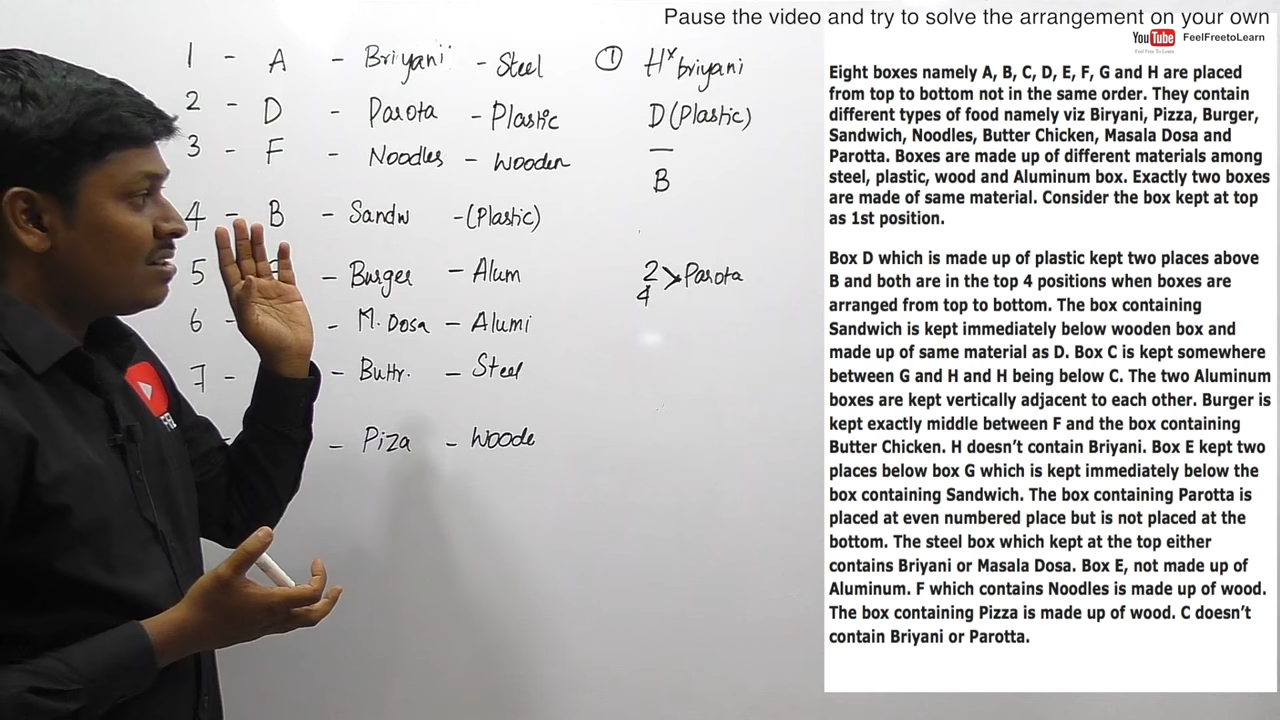 Pause the video and try to solve the arrangement on your own
YouTube FeelFreetoLearn
Feel Free To Learn
1 - A - Briyani - Steel
2 - D - Parota - Plastic
3 - F - Noodles - Wooden
4 - B - Sandw - (Plastic)
5 - Burger - Alum
6 - - M. Dosa - Alumi
7 - - Buttr. - Steel
- - Piza - Woode
① Hˣ briyani
D (Plastic)
—
B
2
4 > Parota
Eight boxes namely A, B, C, D, E, F, G and H are placed
from top to bottom not in the same order. They contain
different types of food namely viz Biryani, Pizza, Burger,
Sandwich, Noodles, Butter Chicken, Masala Dosa and
Parotta. Boxes are made up of different materials among
steel, plastic, wood and Aluminum box. Exactly two boxes
are made of same material. Consider the box kept at top
as 1st position.
Box D which is made up of plastic kept two places above
B and both are in the top 4 positions when boxes are
arranged from top to bottom. The box containing
Sandwich is kept immediately below wooden box and
made up of same material as D. Box C is kept somewhere
between G and H and H being below C. The two Aluminum
boxes are kept vertically adjacent to each other. Burger is
kept exactly middle between F and the box containing
Butter Chicken. H doesn't contain Briyani. Box E kept two
places below box G which is kept immediately below the
box containing Sandwich. The box containing Parotta is
placed at even numbered place but is not placed at the
bottom. The steel box which kept at the top either
contains Briyani or Masala Dosa. Box E, not made up of
Aluminum. F which contains Noodles is made up of wood.
The box containing Pizza is made up of wood. C doesn't
contain Briyani or Parotta.